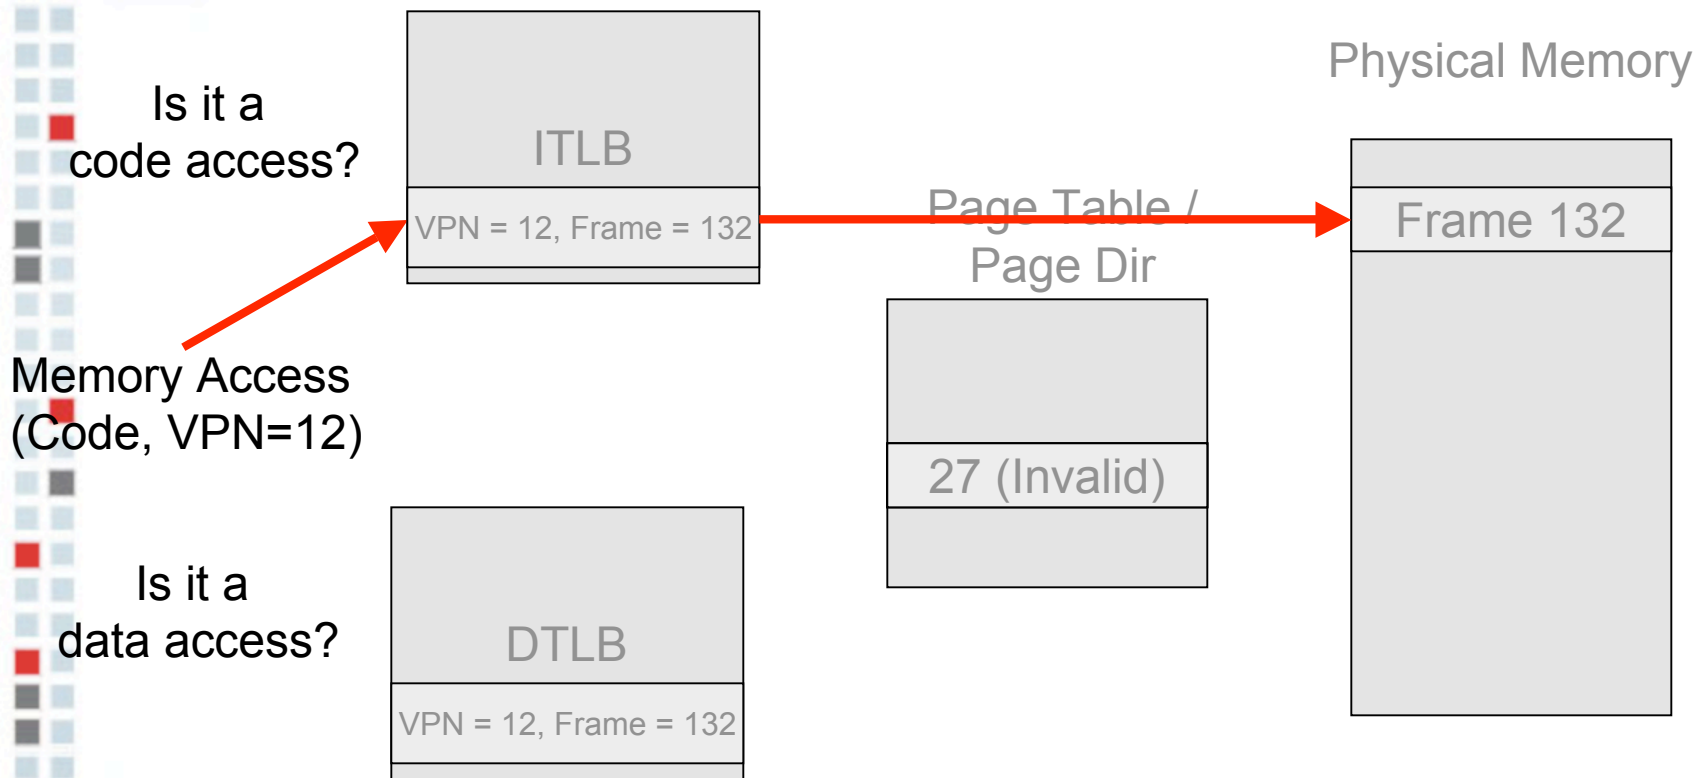 Physical Memory
Is it a
code access?
ITLB
VPN = 12, Frame = 132
Page Table /
Page Dir
Frame 132
Memory Access
(Code, VPN=12)
27 (Invalid)
Is it a
data access?
DTLB
VPN = 12, Frame = 132